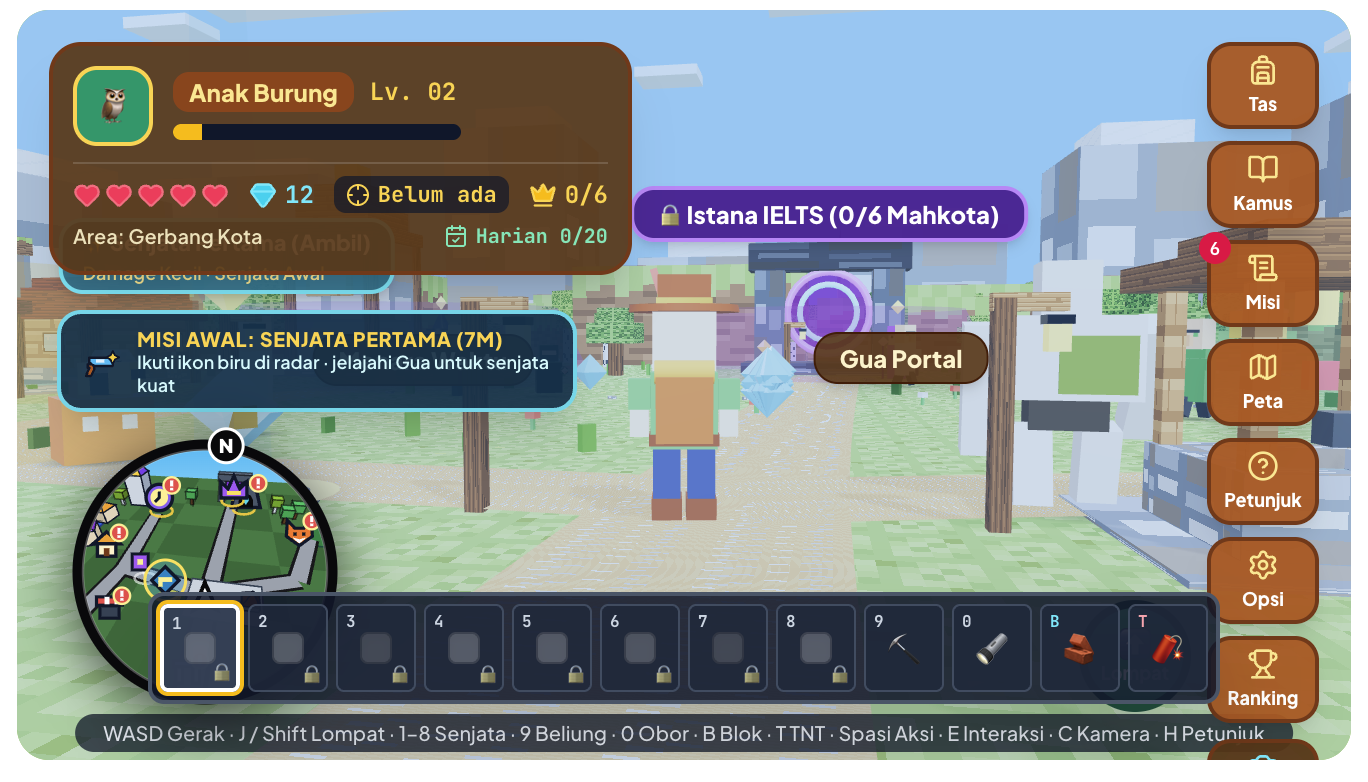 Anak Burung
Lv. 02
12
Belum ada
0/6
Area: Gerbang Kota
Harian 0/20
(Ambil)
Damage Kecil · Senjata Awal
MISI AWAL: SENJATA PERTAMA (7M)
Ikuti ikon biru di radar · jelajahi Gua untuk senjata
kuat
Istana IELTS (0/6 Mahkota)
Gua Portal
Tas
Kamus
6
Misi
Peta
Petunjuk
Opsi
Ranking
N
1
2
3
4
5
6
7
8
9
0
B
T
WASD Gerak · J / Shift Lompat · 1–8 Senjata · 9 Beliung · 0 Obor · B Blok · T TNT · Spasi Aksi · E Interaksi · C Kamera · H Petunjuk